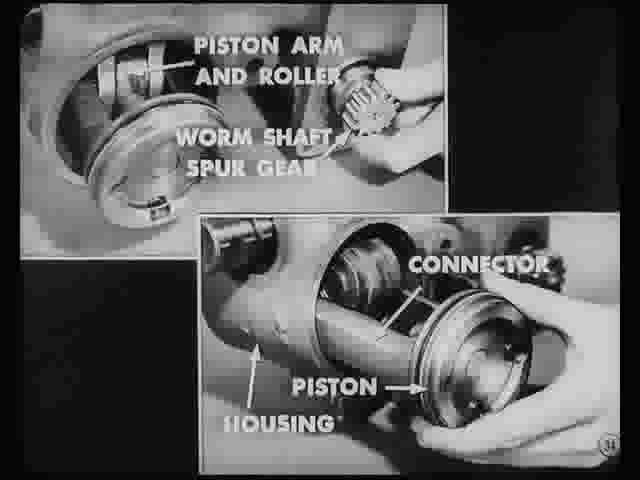 PISTON ARM
AND ROLLER
WORM SHAFT
SPUR GEAR
CONNECTOR
PISTON
HOUSING
34